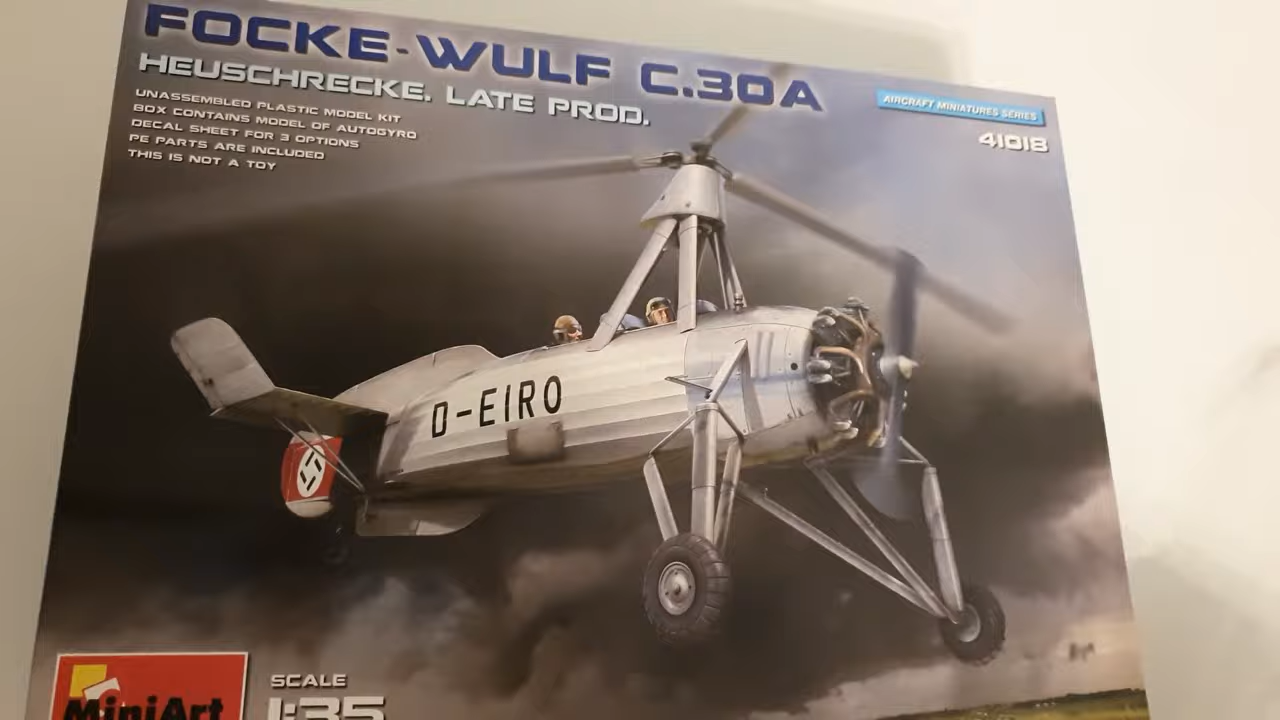 FOCKE-WULF C.30A
HEUSCHRECKE. LATE PROD.
UNASSEMBLED PLASTIC MODEL KIT
BOX CONTAINS MODEL OF AUTOGYRO
DECAL SHEET FOR 3 OPTIONS
PE PARTS ARE INCLUDED
THIS IS NOT A TOY
AIRCRAFT MINIATURES SERIES
41018
D-EIRO
MiniArt
SCALE
1:35